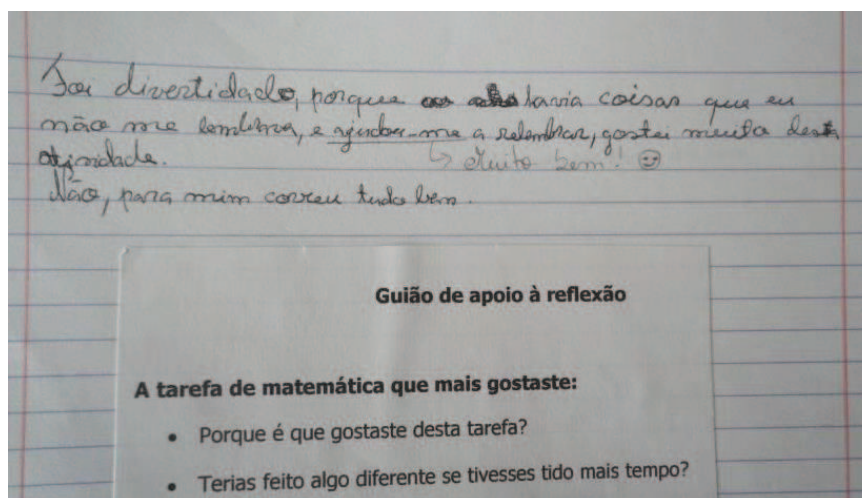 Foi divertidado, porque havia coisas que eu
não me lembrava, e ajudou-me a relembrar, gostei muito desta
atividade.
↳ Muito bem! ☺
Não, para mim correu tudo bem.
Guião de apoio à reflexão
A tarefa de matemática que mais gostaste:
• Porque é que gostaste desta tarefa?
• Terias feito algo diferente se tivesses tido mais tempo?